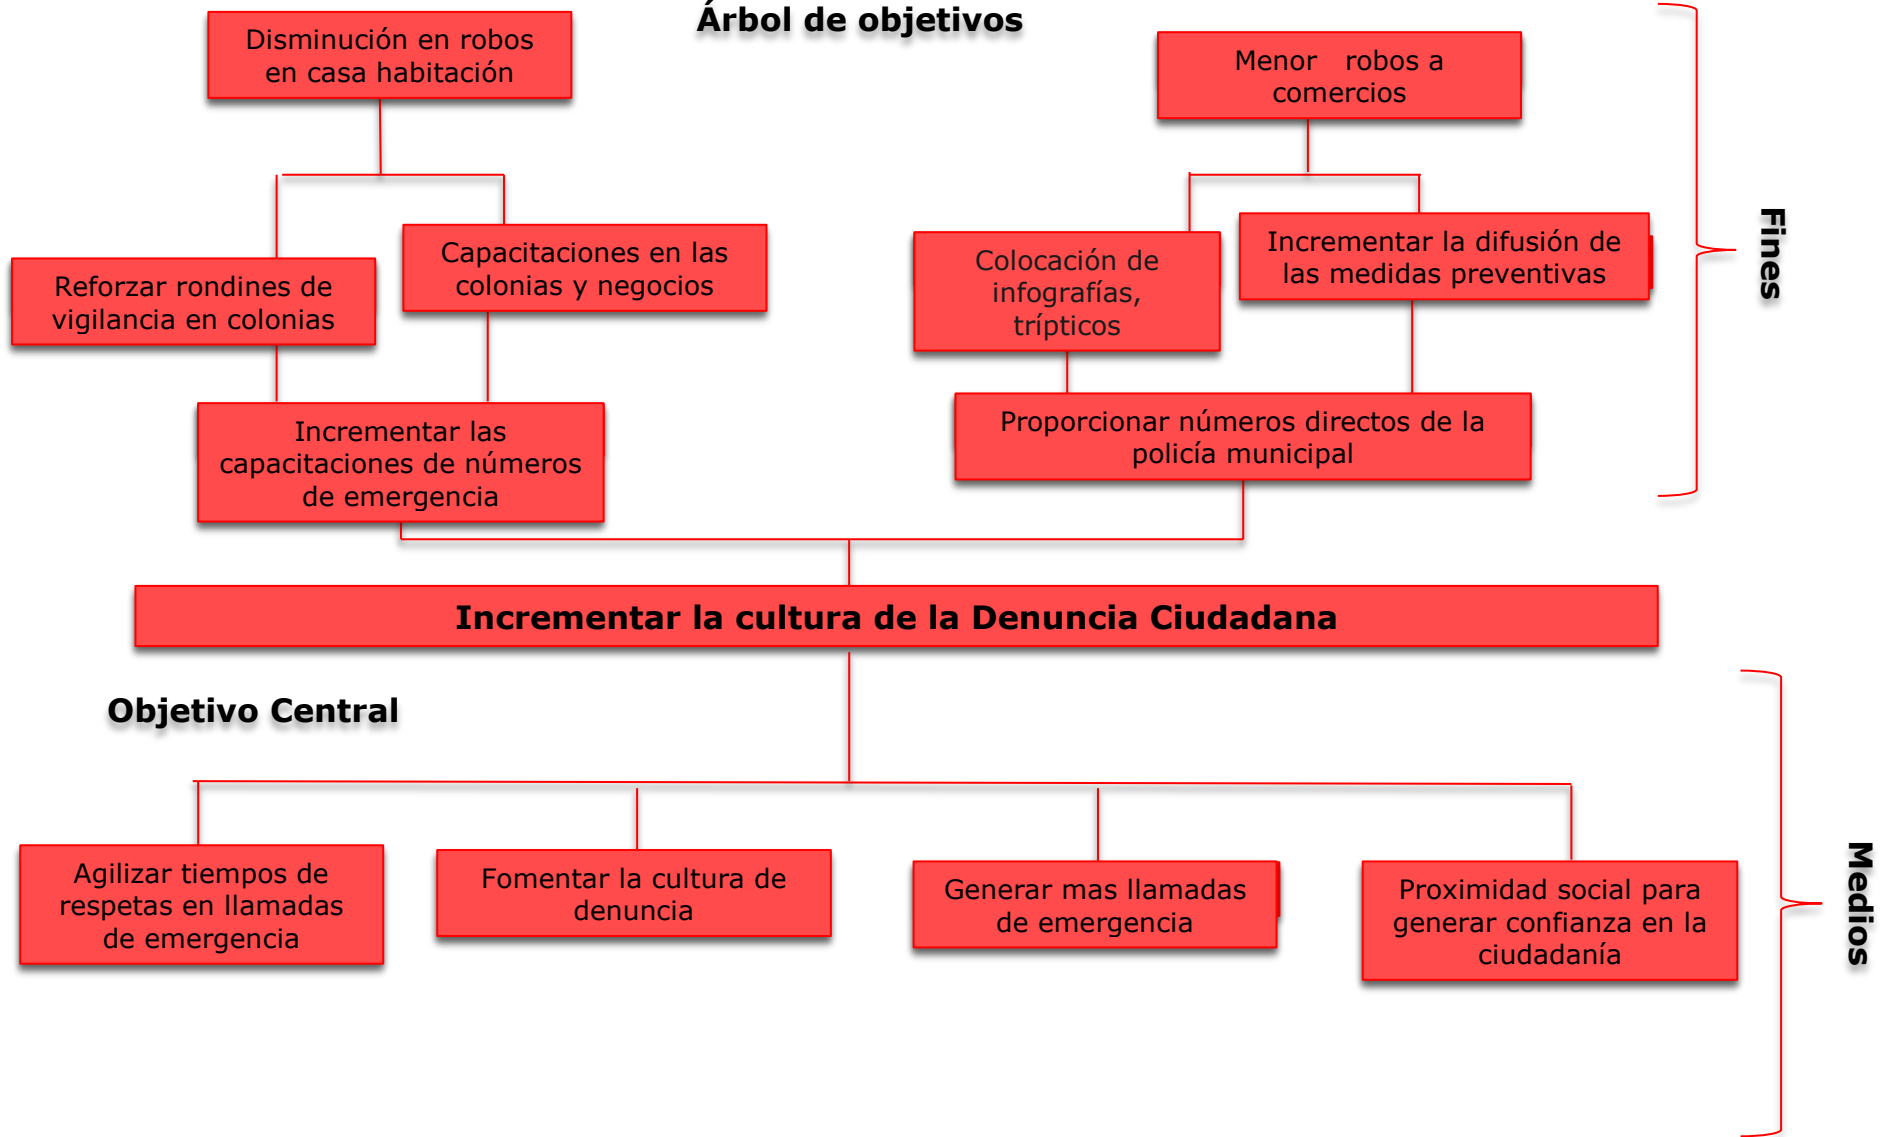 Árbol de objetivos
Disminución en robos
en casa habitación
Menor robos a
comercios
Fines
Reforzar rondines de
vigilancia en colonias
Capacitaciones en las
colonias y negocios
Colocación de
infografías,
trípticos
Incrementar la difusión de
las medidas preventivas
Incrementar las
capacitaciones de números
de emergencia
Proporcionar números directos de la
policía municipal
Incrementar la cultura de la Denuncia Ciudadana
Objetivo Central
Agilizar tiempos de
respetas en llamadas
de emergencia
Fomentar la cultura de
denuncia
Generar mas llamadas
de emergencia
Proximidad social para
generar confianza en la
ciudadanía
Medios